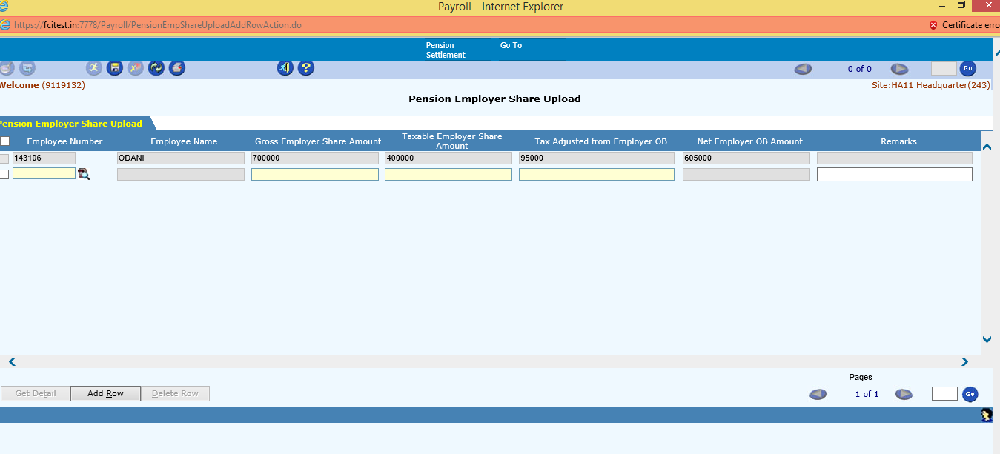 Payroll - Internet Explorer
https://fcitest.in:7778/Payroll/PensionEmpShareUploadAddRowAction.do
Certificate erro
Pension Settlement
Go To
0 of 0
Go
Welcome (9119132)
Site:HA11 Headquarter(243)
Pension Employer Share Upload
Pension Employer Share Upload
Employee Number Employee Name Gross Employer Share Amount Taxable Employer Share Amount Tax Adjusted from Employer OB Net Employer OB Amount Remarks
143106 ODANI 700000 400000 95000 605000
Pages
Get Detail Add Row Delete Row 1 of 1 Go